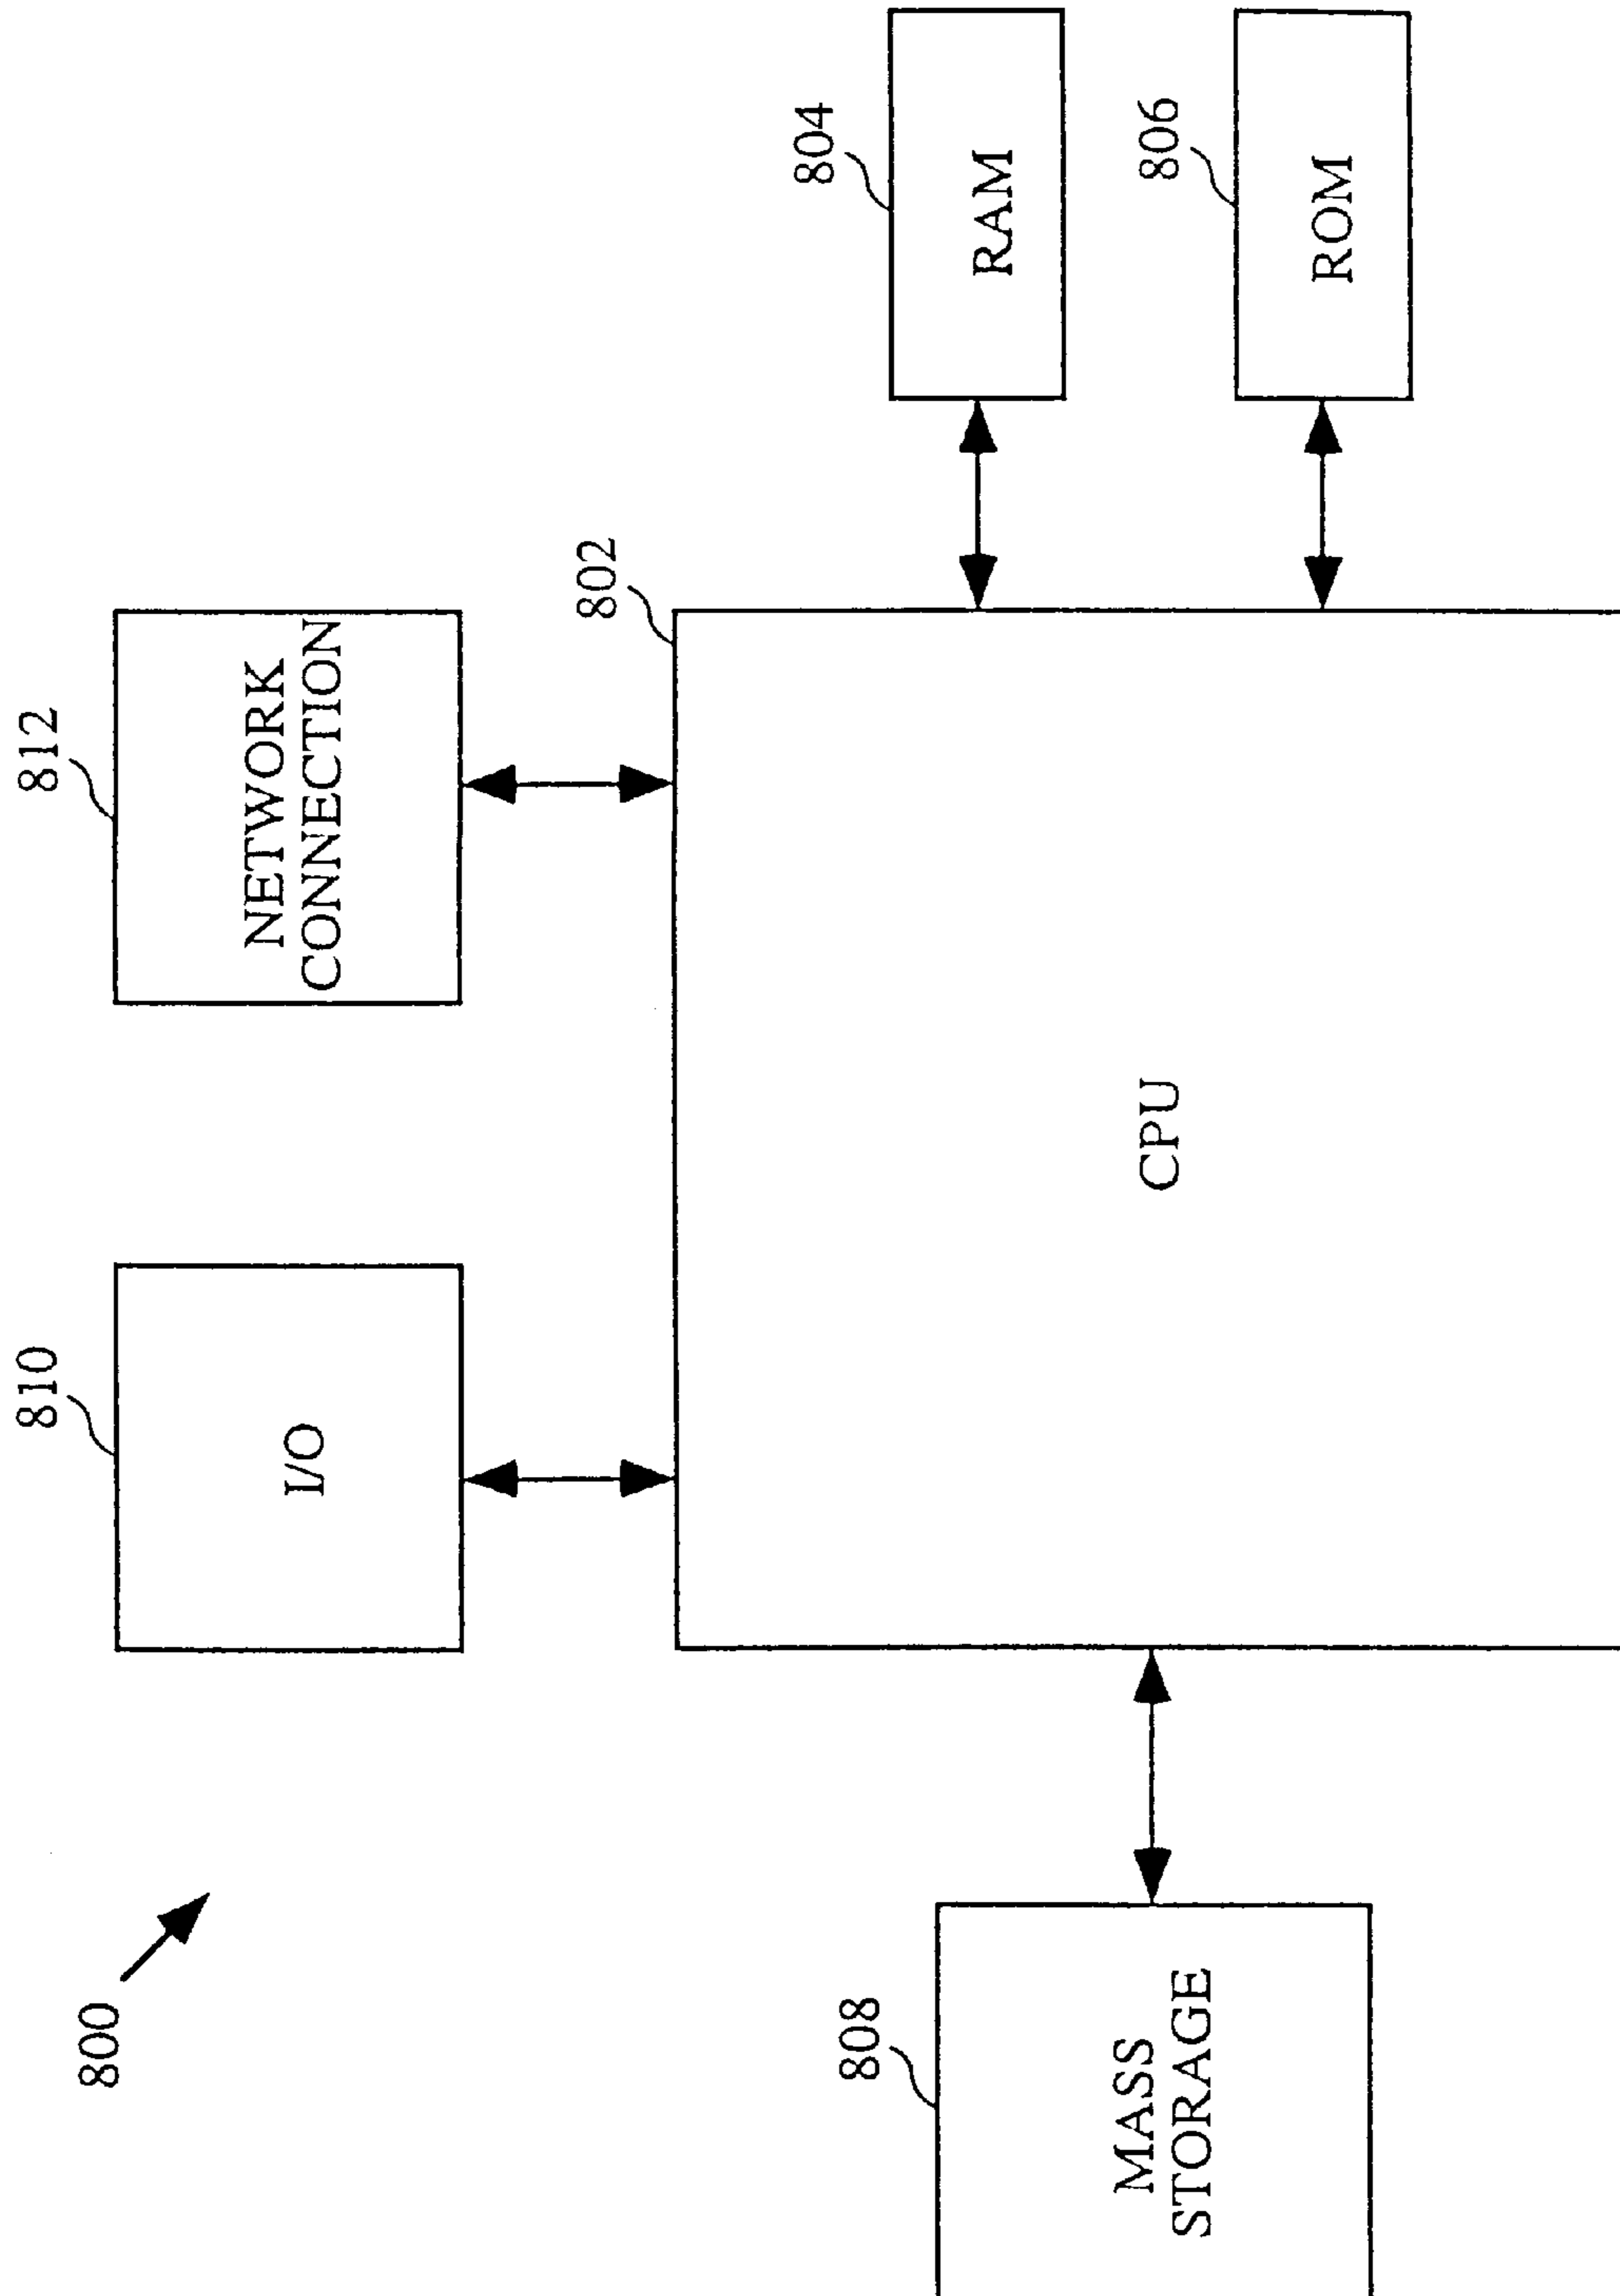 800
810
I/O
812
NETWORK
CONNECTION
802
CPU
808
MASS
STORAGE
804
RAM
806
ROM